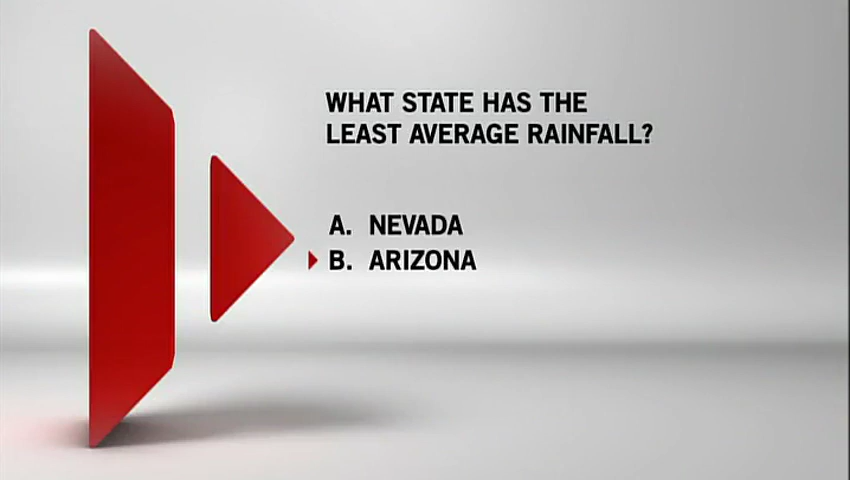 WHAT STATE HAS THE
LEAST AVERAGE RAINFALL?
A. NEVADA
B. ARIZONA